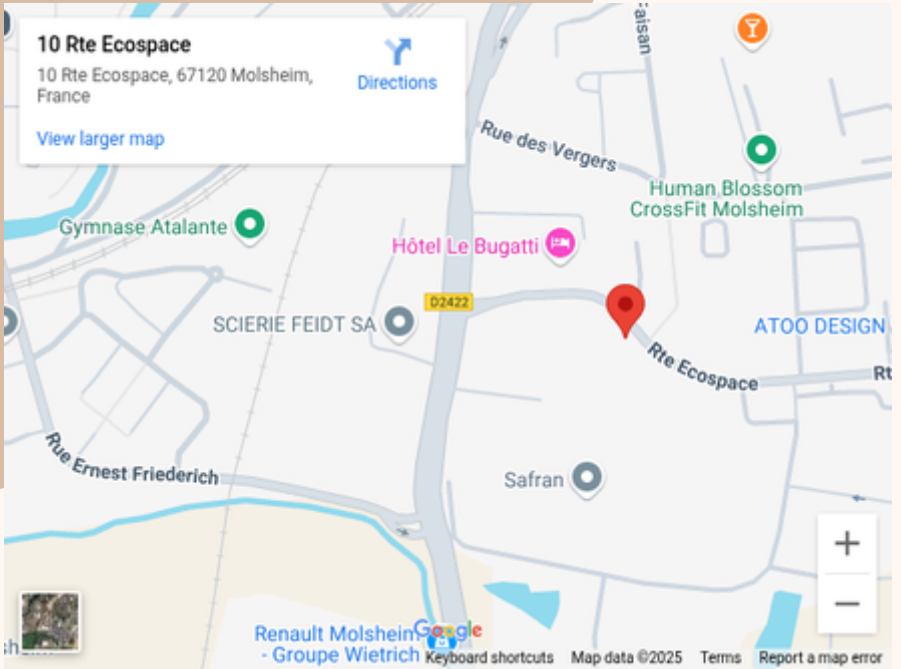 10 Rte Ecospace
10 Rte Ecospace, 67120 Molsheim,
France
Directions
View larger map
aisan
Rue des Vergers
Human Blossom
CrossFit Molsheim
Gymnase Atalante
Hôtel Le Bugatti
D2422
SCIERIE FEIDT SA
ATOO DESIGN
Rte Ecospace
Rt
Rue Ernest Friederich
Safran
Renault Molsheim
- Groupe Wietrich
Google
Keyboard shortcuts
Map data ©2025
Terms
Report a map error